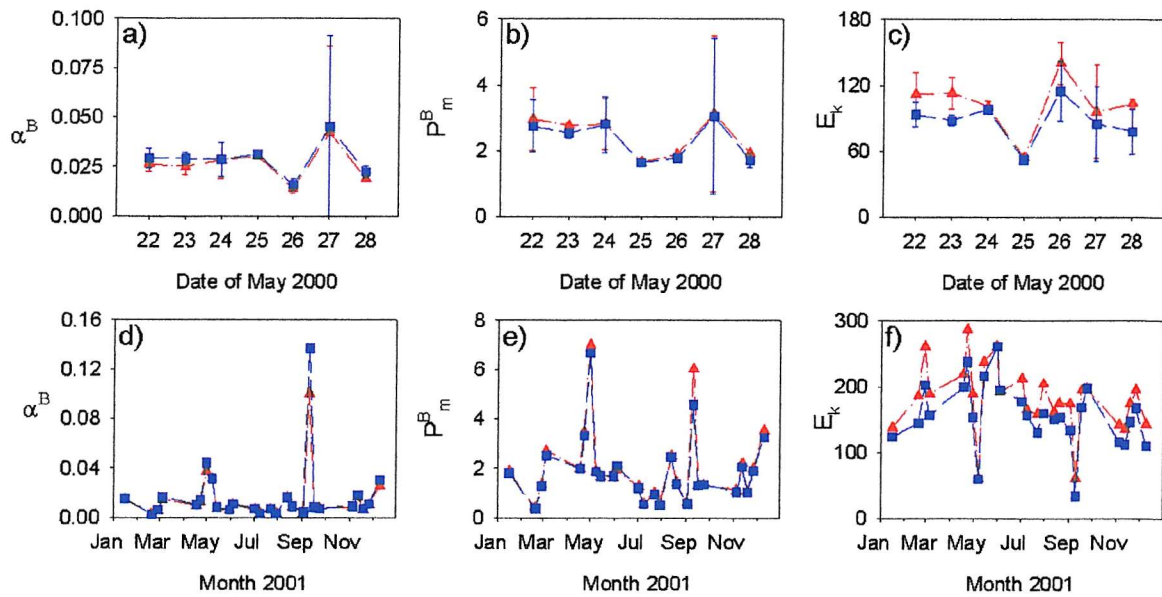 a)
0.100
0.075
0.050
0.025
0.000
α^B
22 23 24 25 26 27 28
Date of May 2000
b)
6
4
2
0
P^B_m
22 23 24 25 26 27 28
Date of May 2000
c)
180
120
60
0
E_k
22 23 24 25 26 27 28
Date of May 2000
d)
0.16
0.12
0.08
0.04
0.00
α^B
Jan Mar May Jul Sep Nov
Month 2001
e)
8
6
4
2
0
P^B_m
Jan Mar May Jul Sep Nov
Month 2001
f)
300
200
100
0
E_k
Jan Mar May Jul Sep Nov
Month 2001